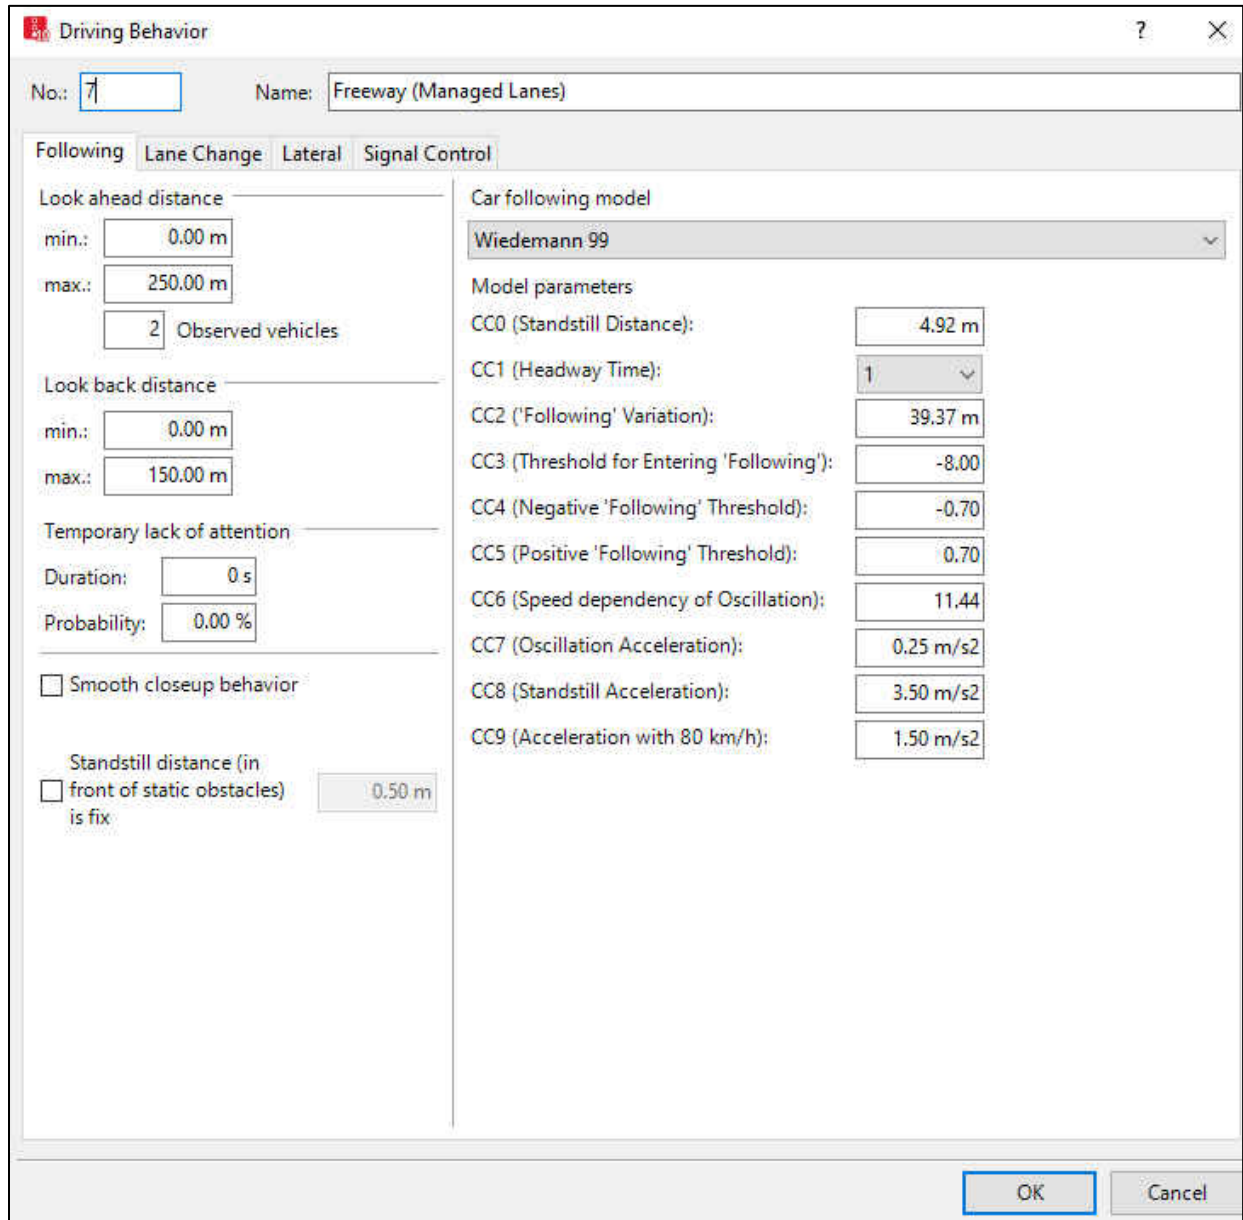 Driving Behavior
?
No.: 7 Name: Freeway (Managed Lanes)
Following Lane Change Lateral Signal Control
Look ahead distance
min.: 0.00 m
max.: 250.00 m
2 Observed vehicles
Look back distance
min.: 0.00 m
max.: 150.00 m
Temporary lack of attention
Duration: 0 s
Probability: 0.00 %
Smooth closeup behavior
Standstill distance (in
front of static obstacles) 0.50 m
is fix
Car following model
Wiedemann 99
Model parameters
CC0 (Standstill Distance): 4.92 m
CC1 (Headway Time): 1
CC2 ('Following' Variation): 39.37 m
CC3 (Threshold for Entering 'Following'): -8.00
CC4 (Negative 'Following' Threshold): -0.70
CC5 (Positive 'Following' Threshold): 0.70
CC6 (Speed dependency of Oscillation): 11.44
CC7 (Oscillation Acceleration): 0.25 m/s2
CC8 (Standstill Acceleration): 3.50 m/s2
CC9 (Acceleration with 80 km/h): 1.50 m/s2
OK Cancel